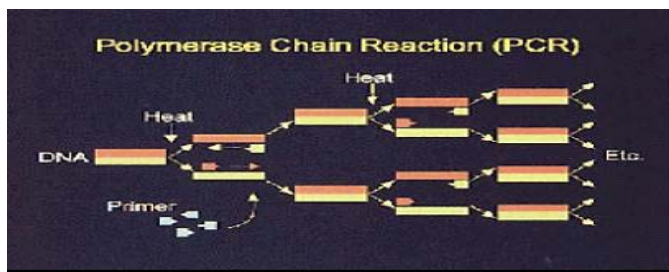 Polymerase Chain Reaction (PCR)
Heat
Heat
DNA
Etc.
Primer